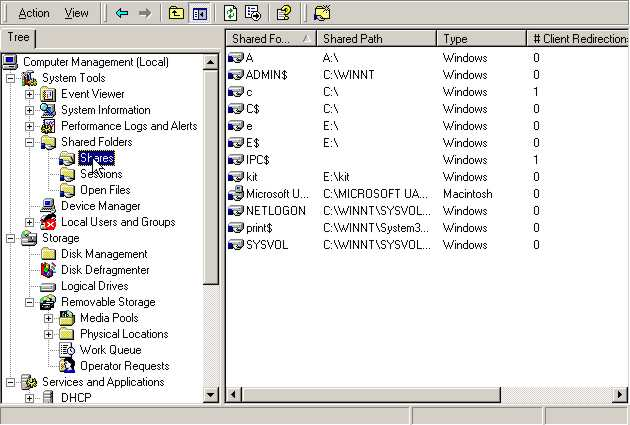 Action View
Tree
Computer Management (Local)
System Tools
Event Viewer
System Information
Performance Logs and Alerts
Shared Folders
Shares
Sessions
Open Files
Device Manager
Local Users and Groups
Storage
Disk Management
Disk Defragmenter
Logical Drives
Removable Storage
Media Pools
Physical Locations
Work Queue
Operator Requests
Services and Applications
DHCP
Shared Fo... Shared Path Type # Client Redirections
A A:\ Windows 0
ADMIN$ C:\WINNT Windows 0
c C:\ Windows 1
C$ C:\ Windows 0
e E:\ Windows 0
E$ E:\ Windows 0
IPC$ Windows 1
kit E:\kit Windows 0
Microsoft U... C:\MICROSOFT UA... Macintosh 0
NETLOGON C:\WINNT\SYSVOL... Windows 0
print$ C:\WINNT\System3... Windows 0
SYSVOL C:\WINNT\SYSVOL... Windows 0